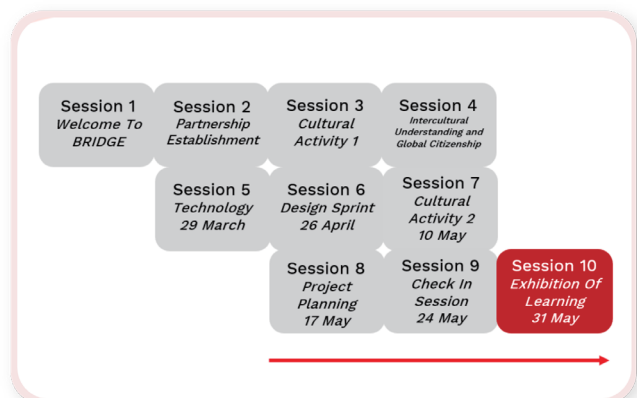 Session 1
Welcome To
BRIDGE
Session 2
Partnership
Establishment
Session 3
Cultural
Activity 1
Session 4
Intercultural
Understanding and
Global Citizenship
Session 5
Technology
29 March
Session 6
Design Sprint
26 April
Session 7
Cultural
Activity 2
10 May
Session 8
Project
Planning
17 May
Session 9
Check In
Session
24 May
Session 10
Exhibition Of
Learning
31 May